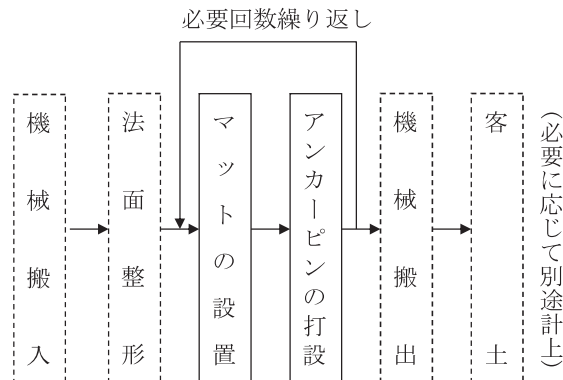 必要回数繰り返し
機械搬入
法面整形
マットの設置
アンカーピンの打設
機械搬出
客土
(必要に応じて別途計上)